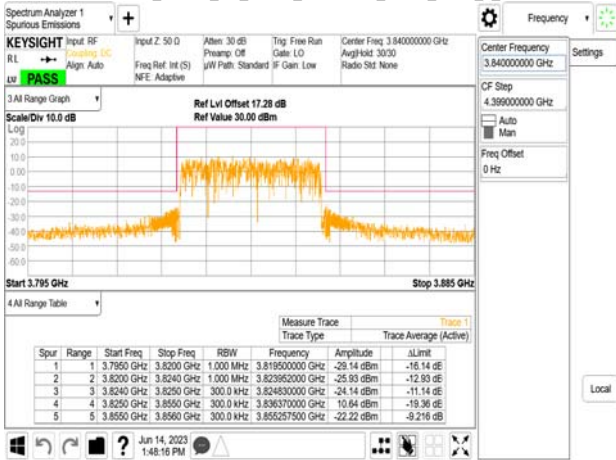 Spectrum Analyzer 1
Spurious Emissions
+
Frequency
KEYSIGHT
Input: RF
Coupling: DC
Align: Auto
Input Z: 50 Ω
Freq Ref: Int (S)
NFE: Adaptive
Atten: 30 dB
Preamp: Off
µW Path: Standard
Trig: Free Run
Gate: LO
IF Gain: Low
Center Freq: 3.840000000 GHz
Avg|Hold: 30/30
Radio Std: None
RL
PASS
Center Frequency
3.840000000 GHz
Settings
CF Step
4.399000000 GHz
Auto
Man
Freq Offset
0 Hz
Local
3 All Range Graph
Scale/Div 10.0 dB
Ref Lvl Offset 17.28 dB
Ref Value 30.00 dBm
Log
20.0
10.0
0.00
-10.0
-20.0
-30.0
-40.0
-50.0
-60.0
Start 3.795 GHz
Stop 3.885 GHz
4 All Range Table
Measure Trace Trace 1
Trace Type Trace Average (Active)
Spur Range Start Freq Stop Freq RBW Frequency Amplitude ΔLimit
1 1 3.7950 GHz 3.8200 GHz 1.000 MHz 3.819500000 GHz -29.14 dBm -16.14 dB
2 2 3.8200 GHz 3.8240 GHz 1.000 MHz 3.823952000 GHz -25.93 dBm -12.93 dB
3 3 3.8240 GHz 3.8250 GHz 300.0 kHz 3.824830000 GHz -24.14 dBm -11.14 dB
4 4 3.8250 GHz 3.8550 GHz 300.0 kHz 3.836370000 GHz 10.64 dBm -19.36 dB
5 5 3.8550 GHz 3.8560 GHz 300.0 kHz 3.855257500 GHz -22.22 dBm -9.216 dB
?
Jun 14, 2023
1:48:16 PM